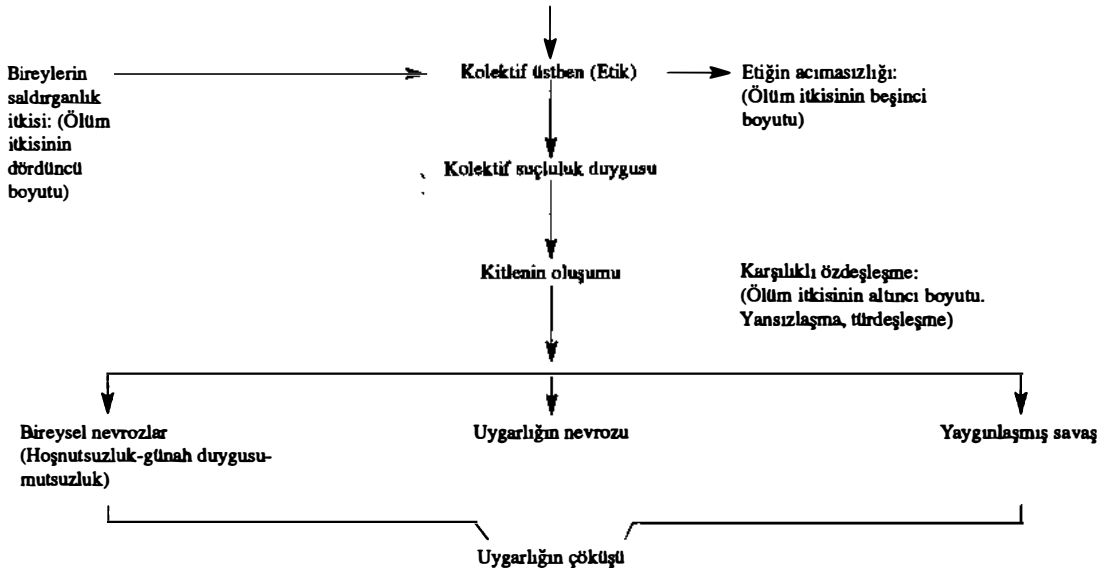 Bireylerin
saldırganlık
itkisi: (Ölüm
itkisinin
dördüncü
boyutu)
Kolektif üstben (Etik)
Etiğin acımasızlığı:
(Ölüm itkisinin beşinci
boyutu)
Kolektif suçluluk duygusu
Kitlenin oluşumu
Karşılıklı özdeşleşme:
(Ölüm itkisinin altıncı boyutu.
Yansızlaşma, türdeşleşme)
Bireysel nevrozlar
(Hoşnutsuzluk-günah duygusu-
mutsuzluk)
Uygarlığın nevrozu
Yaygınlaşmış savaş
Uygarlığın çöküşü